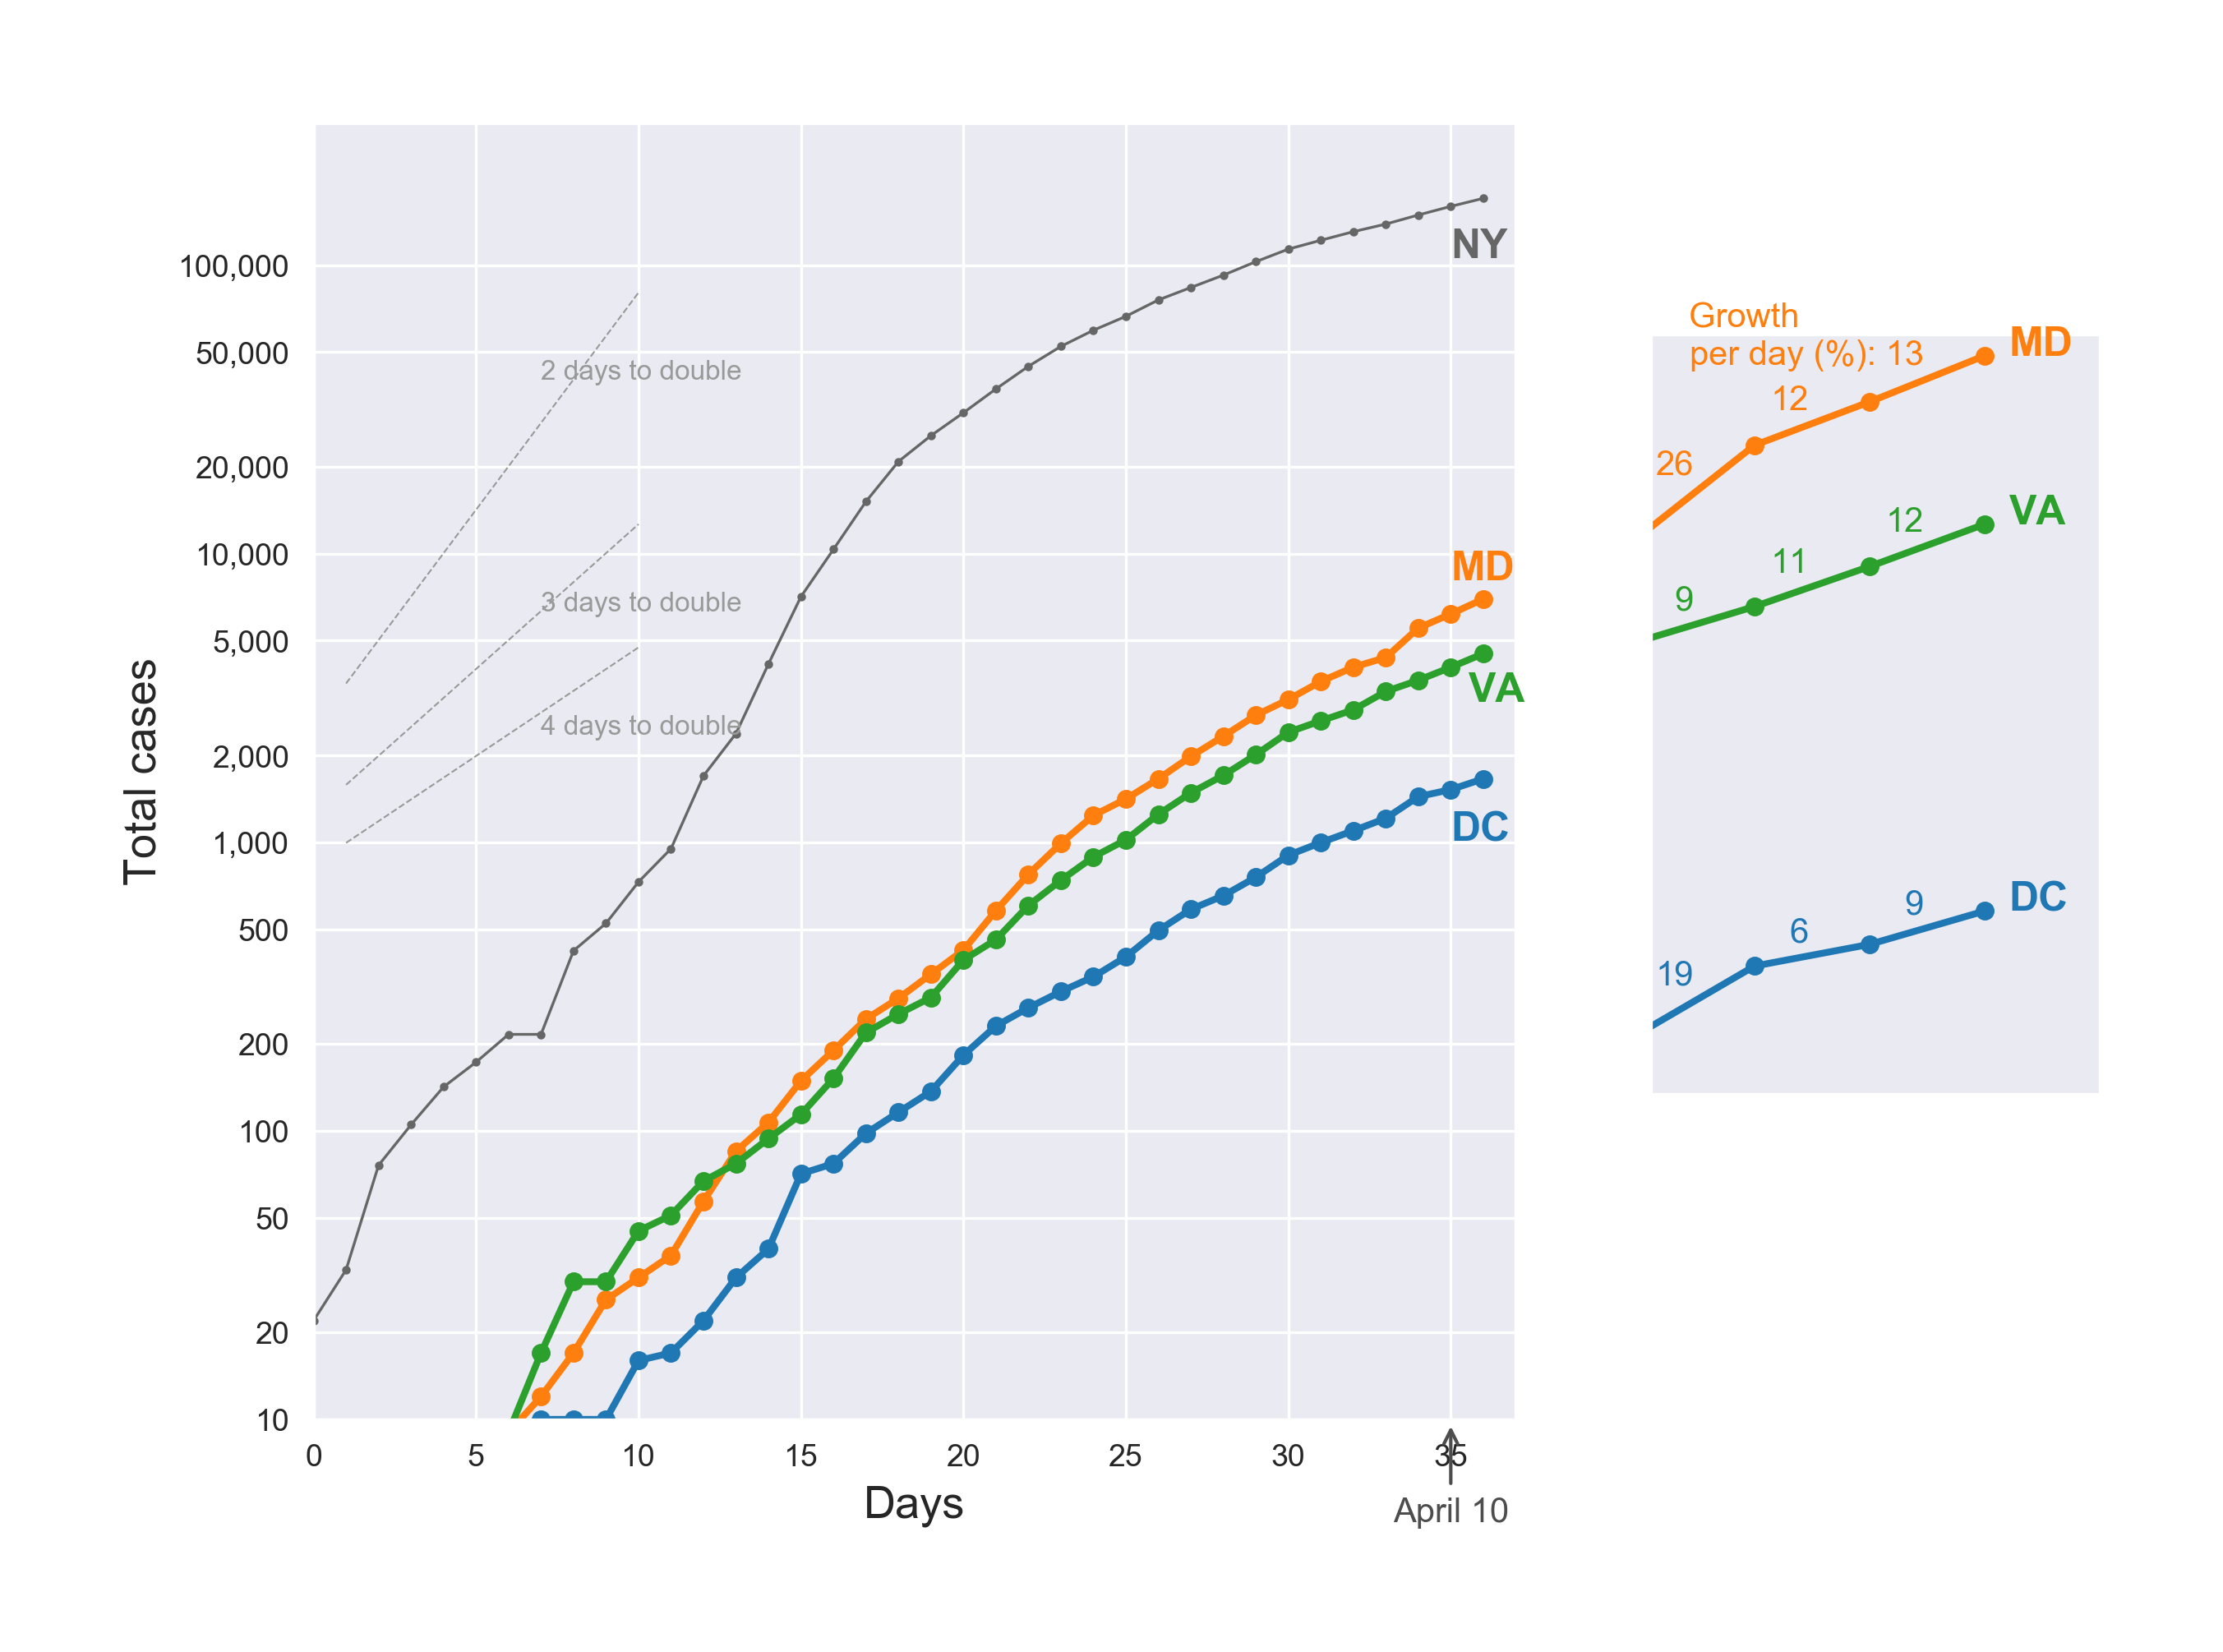 NY
100,000
50,000
2 days to double
20,000
10,000
MD
3 days to double
5,000
VA
4 days to double
2,000
1,000
DC
500
200
100
50
20
10
Total cases
0 5 10 15 20 25 30 35
Days
April 10
Growth
per day (%): 13
MD
12
26
VA
12
11
9
DC
9
6
19